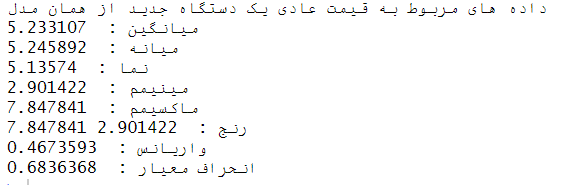 داده های مربوط به قیمت عادی یک دستگاه جدید از همان مدل
میانگین : 5.233107
میانه : 5.245892
نما : 5.13574
مینیمم : 2.901422
ماکسیمم : 7.847841
رنج : 2.901422 7.847841
واریانس : 0.4673593
انحراف معیار : 0.6836368